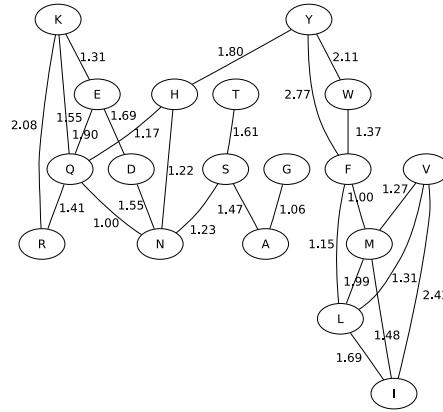 K
Y
1.31
1.80
2.11
E
H
T
W
2.08
1.55
1.90
1.69
1.17
1.61
2.77
1.37
Q
D
S
G
F
V
1.22
1.00
1.27
1.41
1.00
1.55
1.23
1.47
1.06
R
N
A
M
1.15
1.99
1.31
2.4
L
1.48
1.69
I